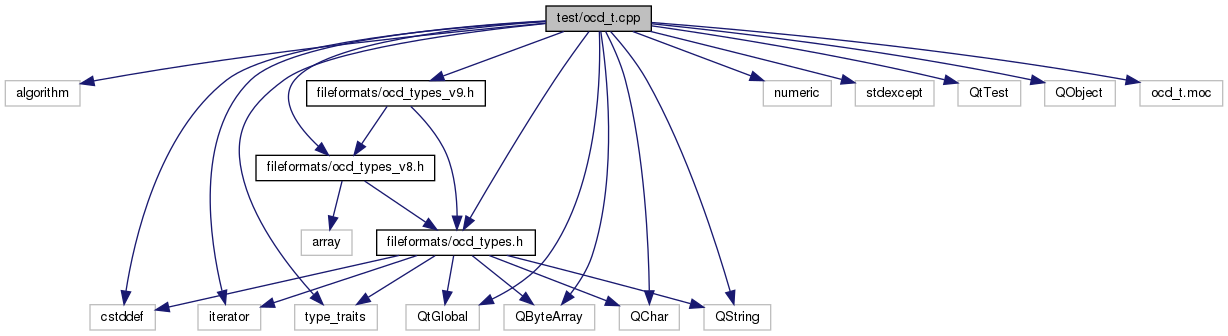 test/ocd_t.cpp
algorithm
fileformats/ocd_types_v9.h
numeric
stdexcept
QtTest
QObject
ocd_t.moc
fileformats/ocd_types_v8.h
array
fileformats/ocd_types.h
cstddef
iterator
type_traits
QtGlobal
QByteArray
QChar
QString